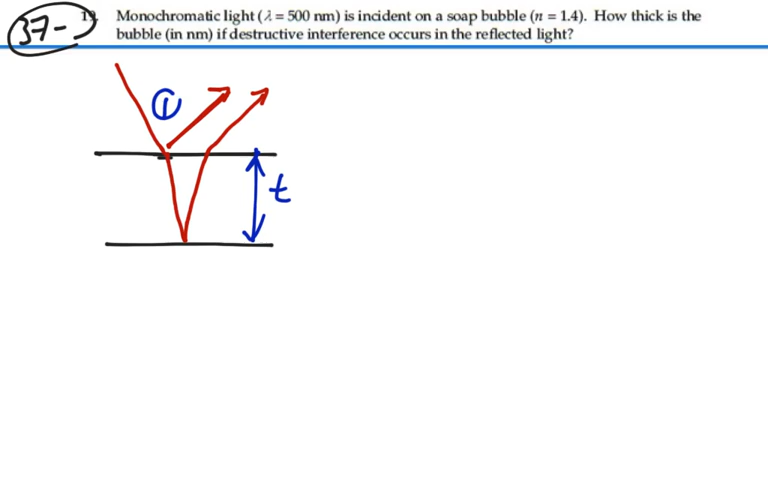 37-
19. Monochromatic light (λ = 500 nm) is incident on a soap bubble (n = 1.4). How thick is the
bubble (in nm) if destructive interference occurs in the reflected light?
①
t